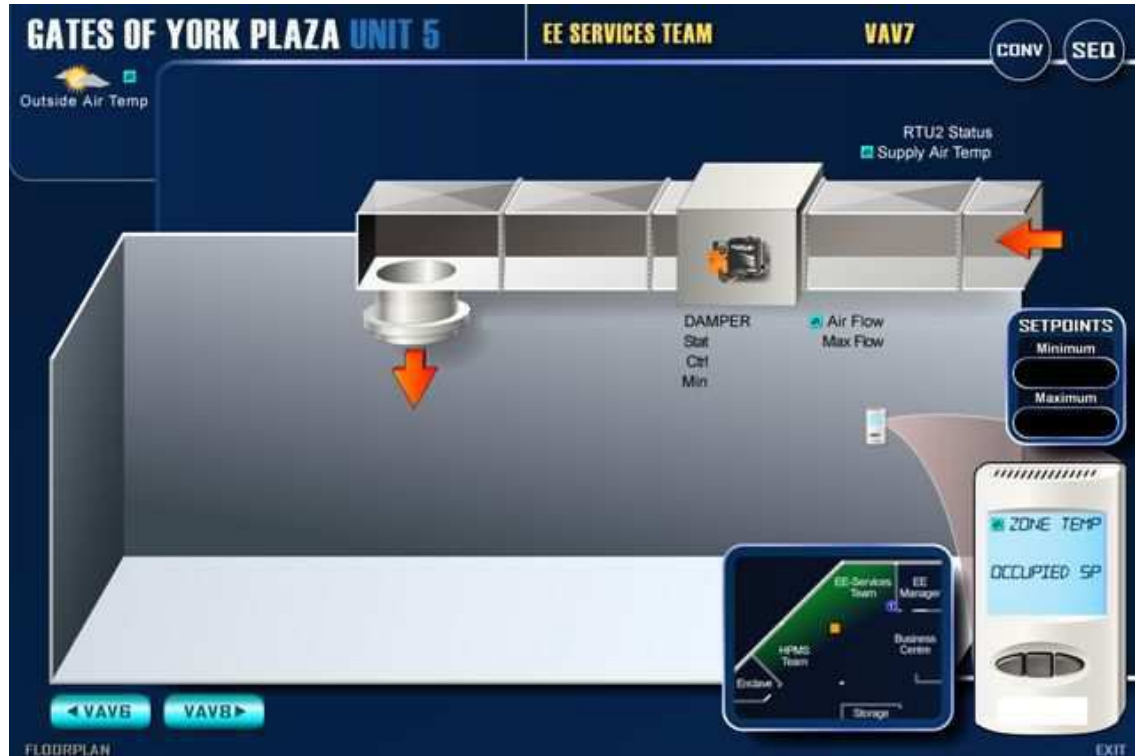 GATES OF YORK PLAZA UNIT 5
EE SERVICES TEAM
VAV7
CONV
SEQ
Outside Air Temp
RTU2 Status
Supply Air Temp
DAMPER
Stat
Ctrl
Min
Air Flow
Max Flow
SETPOINTS
Minimum
Maximum
ZONE TEMP
OCCUPIED SP
EE-Services
Team
EE
Manager
Business
Centre
HPMS
Team
Enclave
Storage
◄VAV6
VAV8►
FLOORPLAN
EXIT